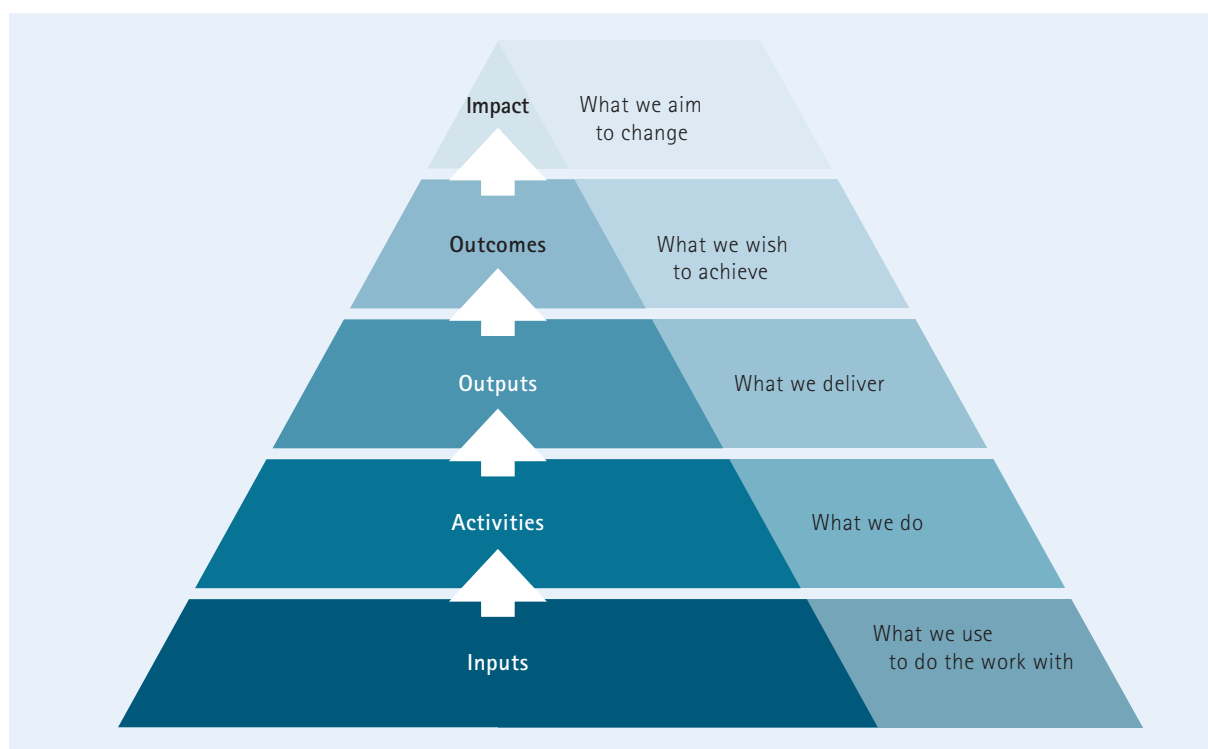 Impact
What we aim
to change
Outcomes
What we wish
to achieve
Outputs
What we deliver
Activities
What we do
Inputs
What we use
to do the work with